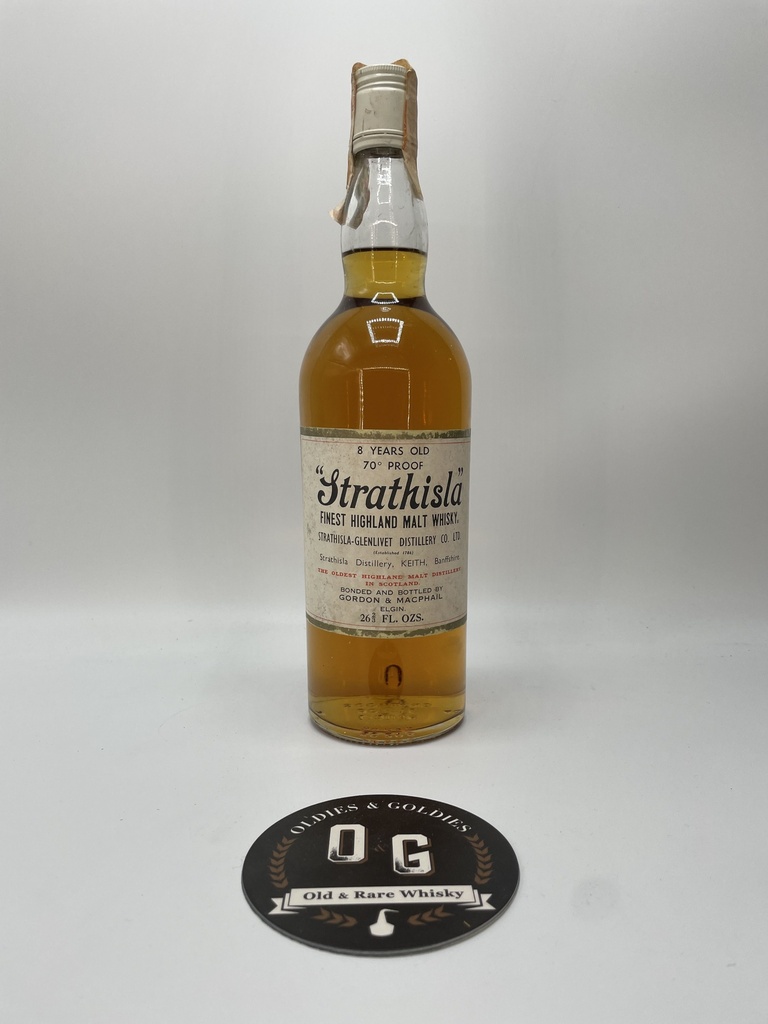 8 YEARS OLD
70° PROOF
"Strathisla"
FINEST HIGHLAND MALT WHISKY.
STRATHISLA-GLENLIVET DISTILLERY CO. LTD
(Established 1786)
Strathisla Distillery, KEITH, Banffshire
THE OLDEST HIGHLAND MALT DISTILLERY
IN SCOTLAND.
BONDED AND BOTTLED BY
GORDON & MACPHAIL
ELGIN.
26⅔ FL. OZS.
OLDIES & GOLDIES
O & G
Old & Rare Whisky